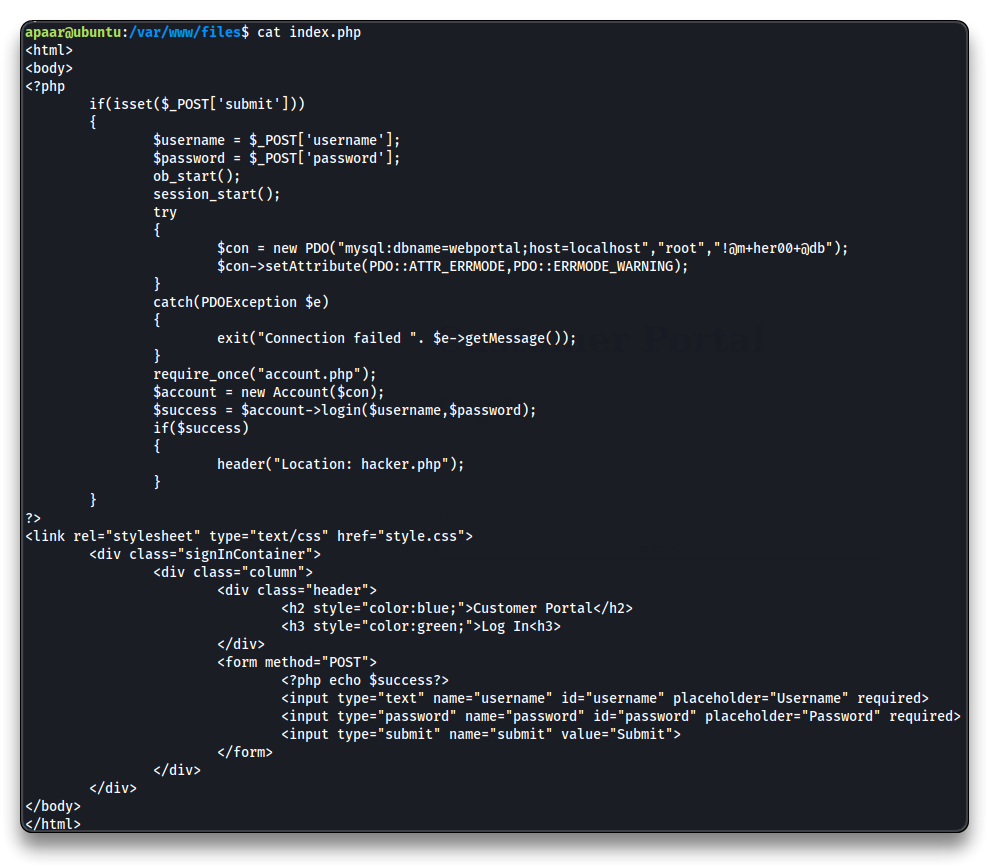 apaar@ubuntu:/var/www/files$ cat index.php
<html>
<body>
<?php
        if(isset($_POST['submit']))
        {
                $username = $_POST['username'];
                $password = $_POST['password'];
                ob_start();
                session_start();
                try
                {
                        $con = new PDO("mysql:dbname=webportal;host=localhost","root","!@m+her00+@db");
                        $con->setAttribute(PDO::ATTR_ERRMODE,PDO::ERRMODE_WARNING);
                }
                catch(PDOException $e)
                {
                        exit("Connection failed ". $e->getMessage());
                }
                require_once("account.php");
                $account = new Account($con);
                $success = $account->login($username,$password);
                if($success)
                {
                        header("Location: hacker.php");
                }
        }
?>
<link rel="stylesheet" type="text/css" href="style.css">
        <div class="signInContainer">
                <div class="column">
                        <div class="header">
                                <h2 style="color:blue;">Customer Portal</h2>
                                <h3 style="color:green;">Log In<h3>
                        </div>
                        <form method="POST">
                                <?php echo $success?>
                                <input type="text" name="username" id="username" placeholder="Username" required>
                                <input type="password" name="password" id="password" placeholder="Password" required>
                                <input type="submit" name="submit" value="Submit">
                        </form>
                </div>
        </div>
</body>
</html>